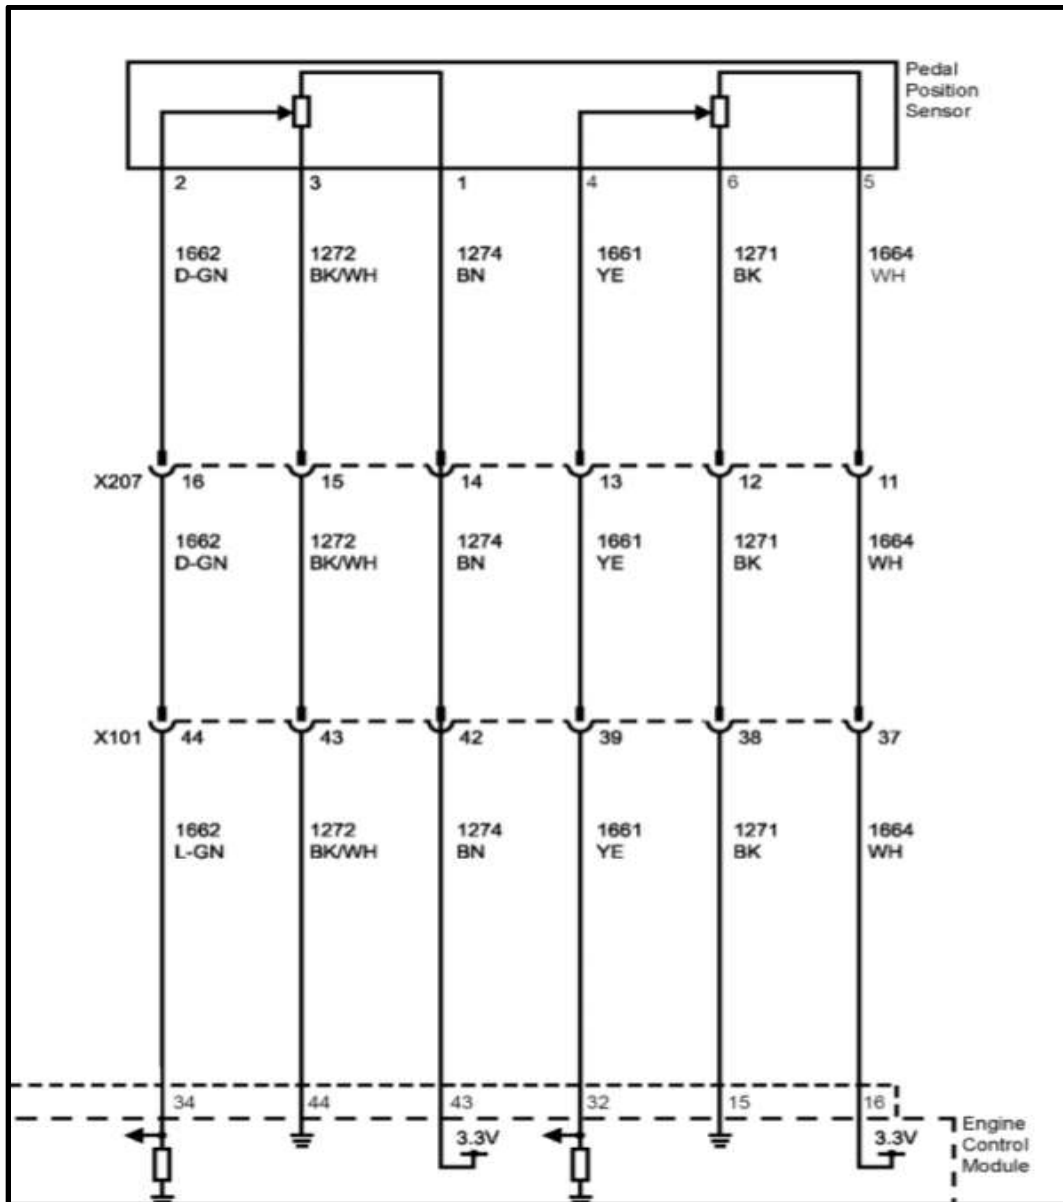 Pedal
Position
Sensor
2 3 1 4 6 5
1662 1272 1274 1661 1271 1664
D-GN BK/WH BN YE BK WH
X207 16 15 14 13 12 11
1662 1272 1274 1661 1271 1664
D-GN BK/WH BN YE BK WH
X101 44 43 42 39 38 37
1662 1272 1274 1661 1271 1664
L-GN BK/WH BN YE BK WH
34 44 43 32 15 16
3.3V 3.3V
Engine
Control
Module